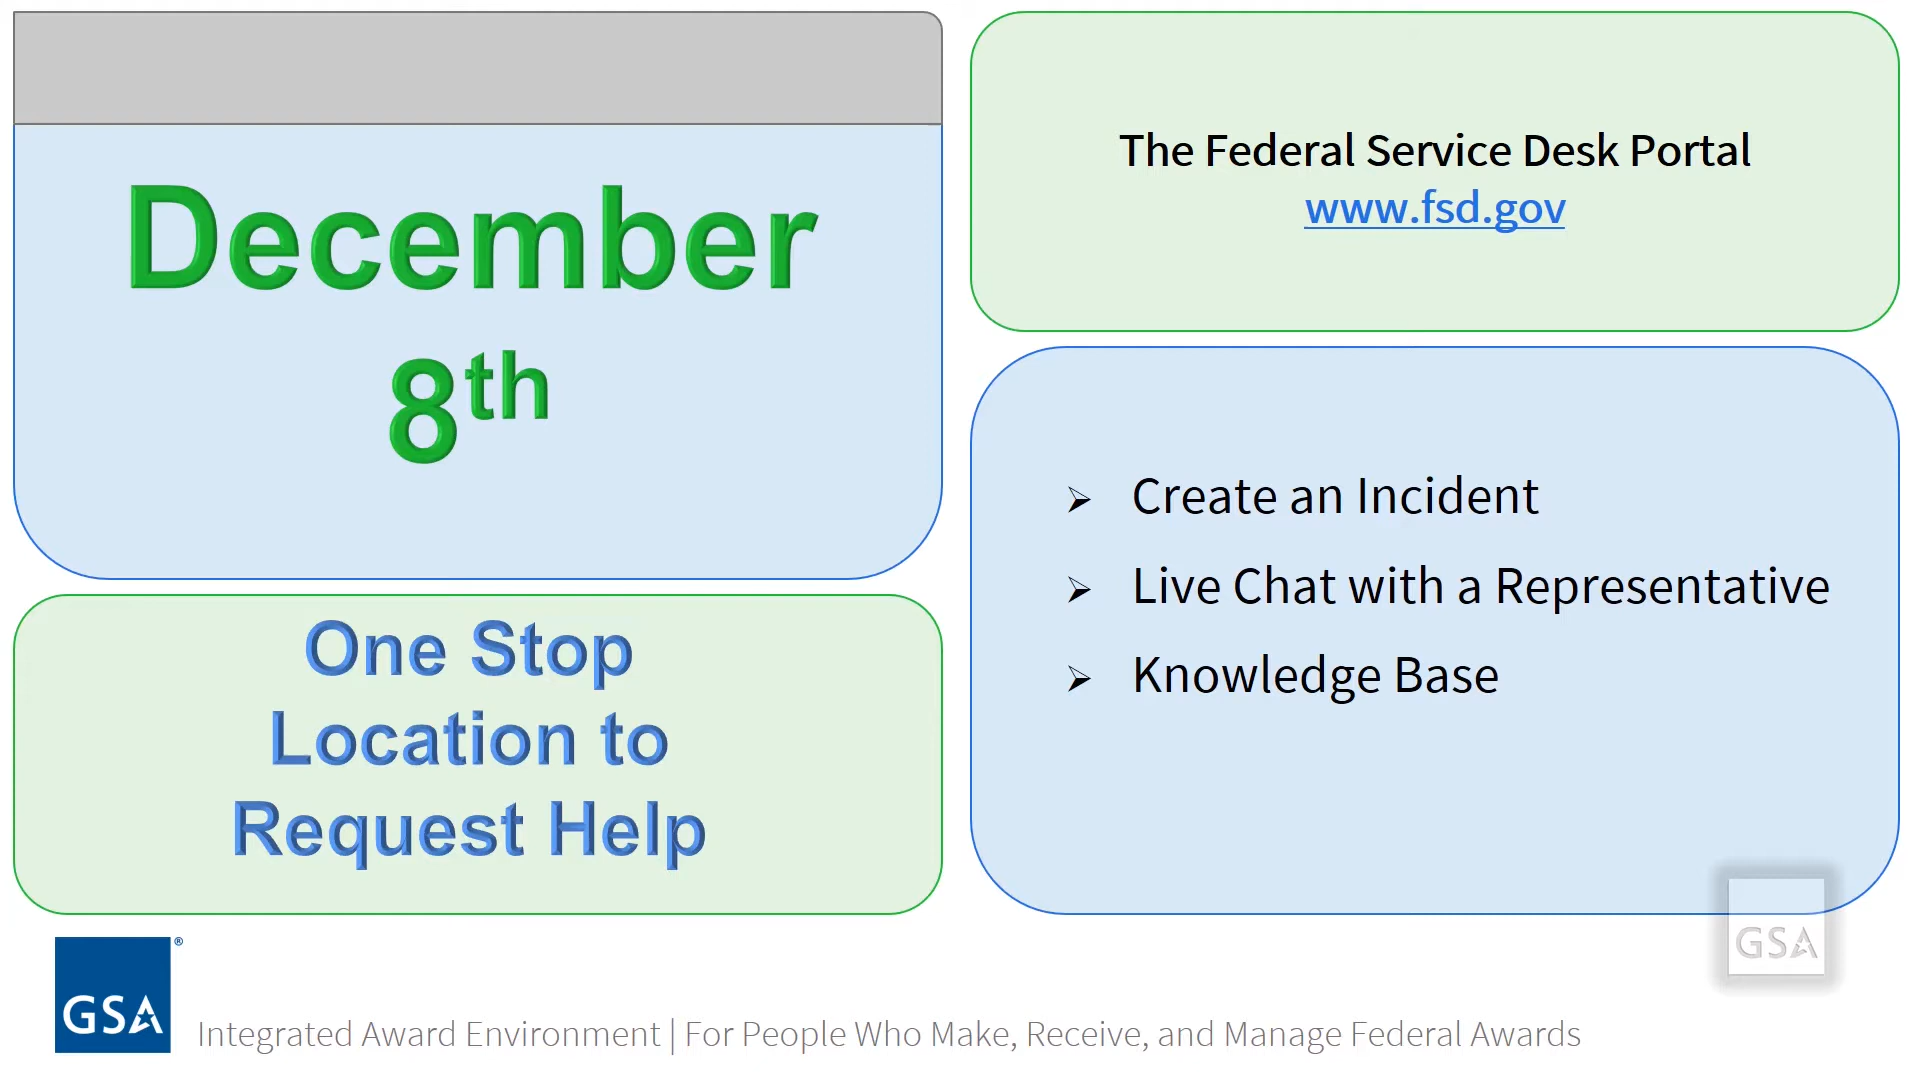 December
8th
One Stop
Location to
Request Help
The Federal Service Desk Portal
www.fsd.gov
➢ Create an Incident
➢ Live Chat with a Representative
➢ Knowledge Base
GSA
GSA®
Integrated Award Environment | For People Who Make, Receive, and Manage Federal Awards